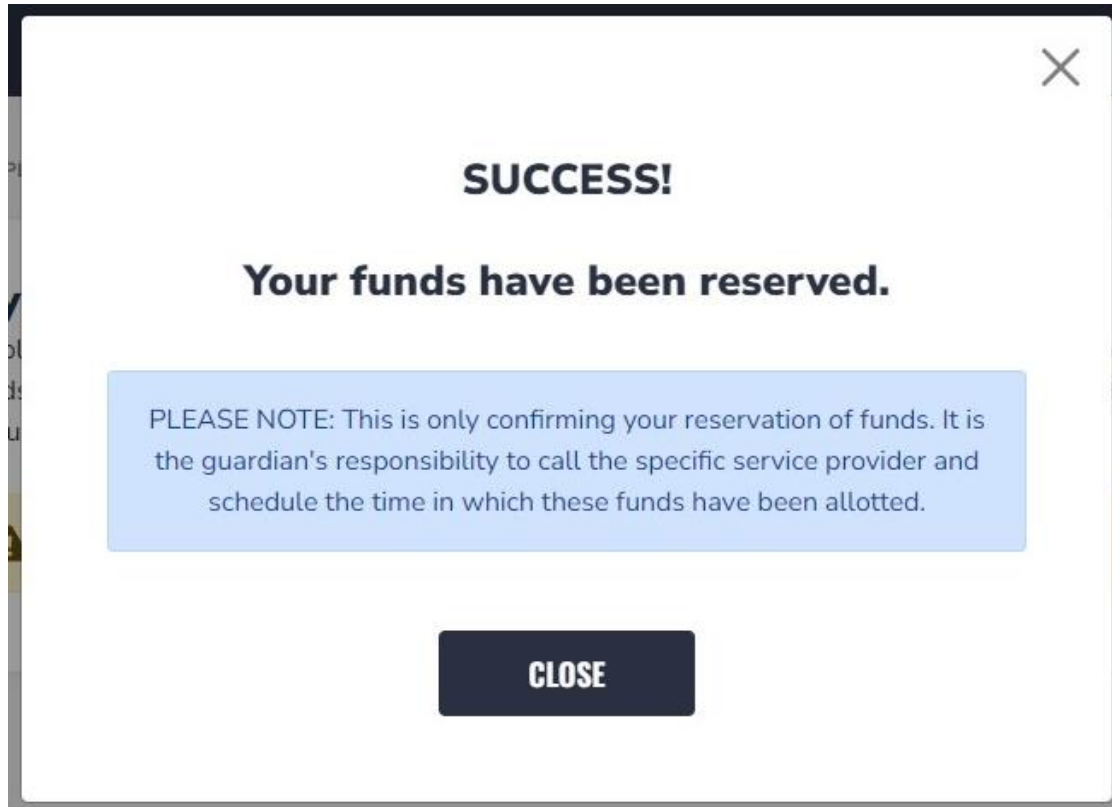 SUCCESS!
Your funds have been reserved.
PLEASE NOTE: This is only confirming your reservation of funds. It is
the guardian's responsibility to call the specific service provider and
schedule the time in which these funds have been allotted.
CLOSE